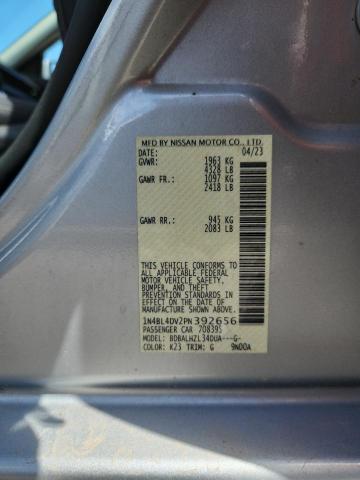 MFD BY NISSAN MOTOR CO., LTD.
DATE: 04/23
GVWR: 1963 KG
4328 LB
GAWR FR.: 1097 KG
2418 LB
GAWR RR.: 945 KG
2083 LB
THIS VEHICLE CONFORMS TO
ALL APPLICABLE FEDERAL
MOTOR VEHICLE SAFETY,
BUMPER, AND THEFT
PREVENTION STANDARDS
IN EFFECT ON THE DATE OF
MANUFACTURE SHOWN ABOVE.
1N4BL4DV2PN392656
PASSENGER CAR 708395
MODEL: BDBALHZL34DUA---G-
COLOR: K23 TRIM: G 9N00A